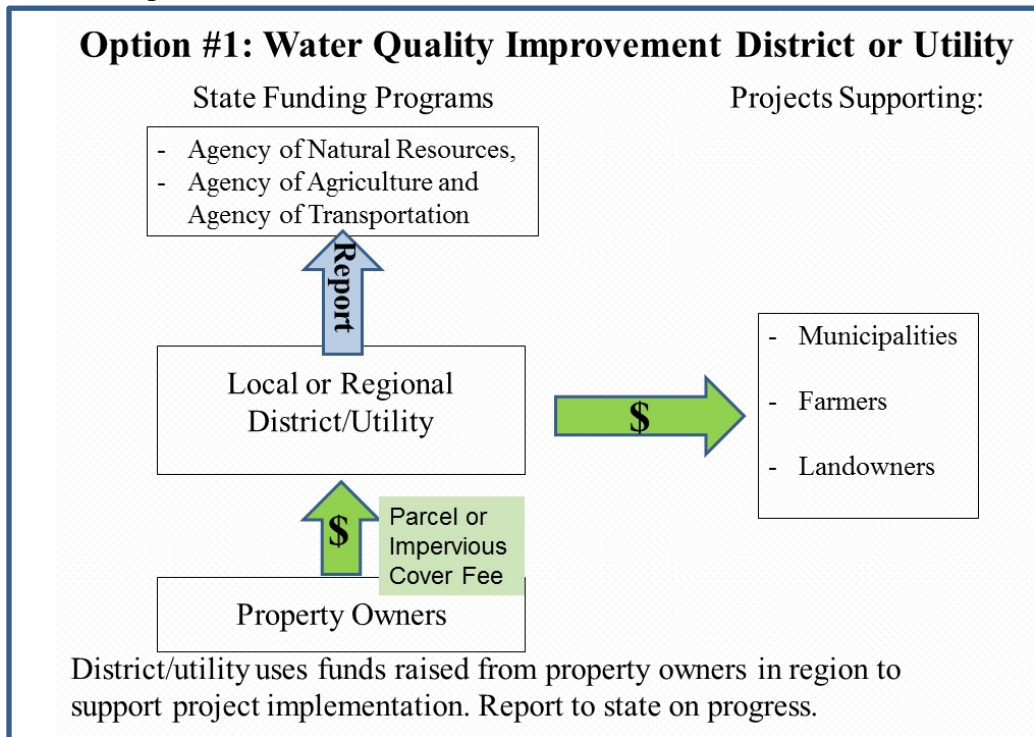 Option #1: Water Quality Improvement District or Utility
State Funding Programs
Projects Supporting:
- Agency of Natural Resources,
- Agency of Agriculture and
Agency of Transportation
Report
Local or Regional
District/Utility
$
- Municipalities
- Farmers
- Landowners
$
Parcel or
Impervious
Cover Fee
Property Owners
District/utility uses funds raised from property owners in region to
support project implementation. Report to state on progress.